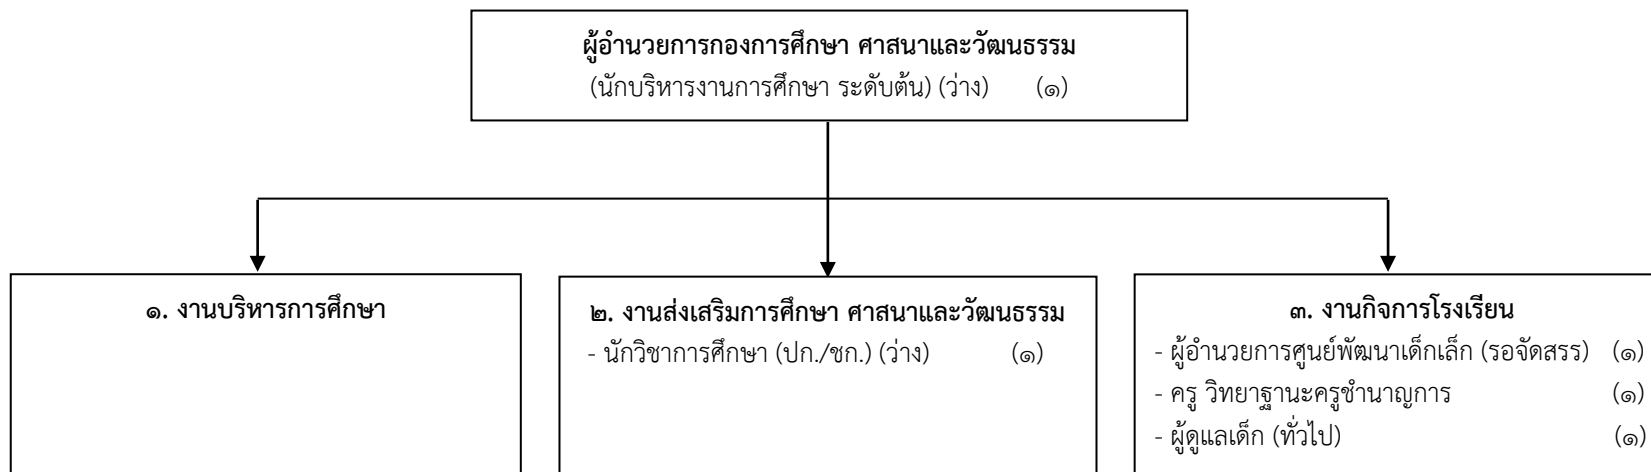 ผู้อำนวยการกองการศึกษา ศาสนาและวัฒนธรรม
(นักบริหารงานการศึกษา ระดับต้น) (ว่าง) (๑)
๑. งานบริหารการศึกษา
๒. งานส่งเสริมการศึกษา ศาสนาและวัฒนธรรม
- นักวิชาการศึกษา (ปก./ชก.) (ว่าง) (๑)
๓. งานกิจการโรงเรียน
- ผู้อำนวยการศูนย์พัฒนาเด็กเล็ก (รอจัดสรร) (๑)
- ครู วิทยาฐานะครูชำนาญการ (๑)
- ผู้ดูแลเด็ก (ทั่วไป) (๑)